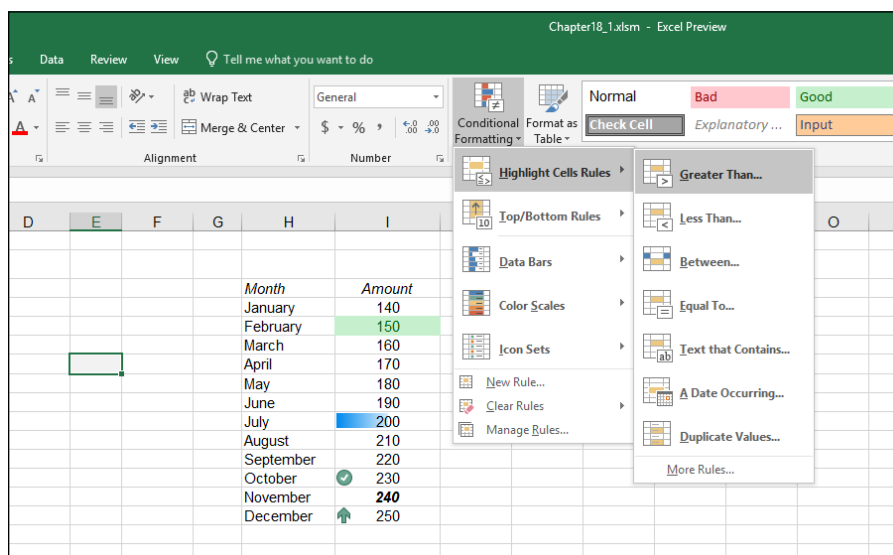 Chapter18_1.xlsm - Excel Preview
Data Review View Tell me what you want to do
Wrap Text
Merge & Center
Alignment
General
$ % ,
Number
Conditional Formatting
Format as Table
Normal Bad Good
Check Cell Explanatory ... Input
Highlight Cells Rules
Top/Bottom Rules
Data Bars
Color Scales
Icon Sets
New Rule...
Clear Rules
Manage Rules...
Greater Than...
Less Than...
Between...
Equal To...
Text that Contains...
A Date Occurring...
Duplicate Values...
More Rules...
D E F G H I O
Month Amount
January 140
February 150
March 160
April 170
May 180
June 190
July 200
August 210
September 220
October 230
November 240
December 250